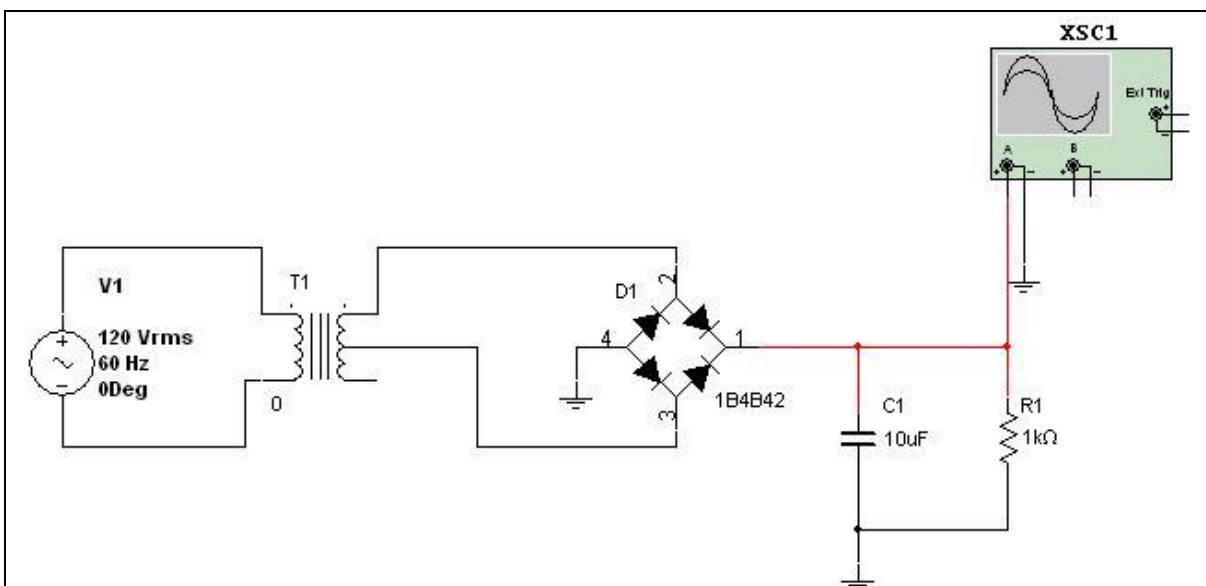 XSC1
Ext Trig
+
-
A
B
+ - + -
V1
120 Vrms
60 Hz
0Deg
+
-
T1
0
D1
2
4
1
3
1B4B42
C1
10uF
R1
1kΩ